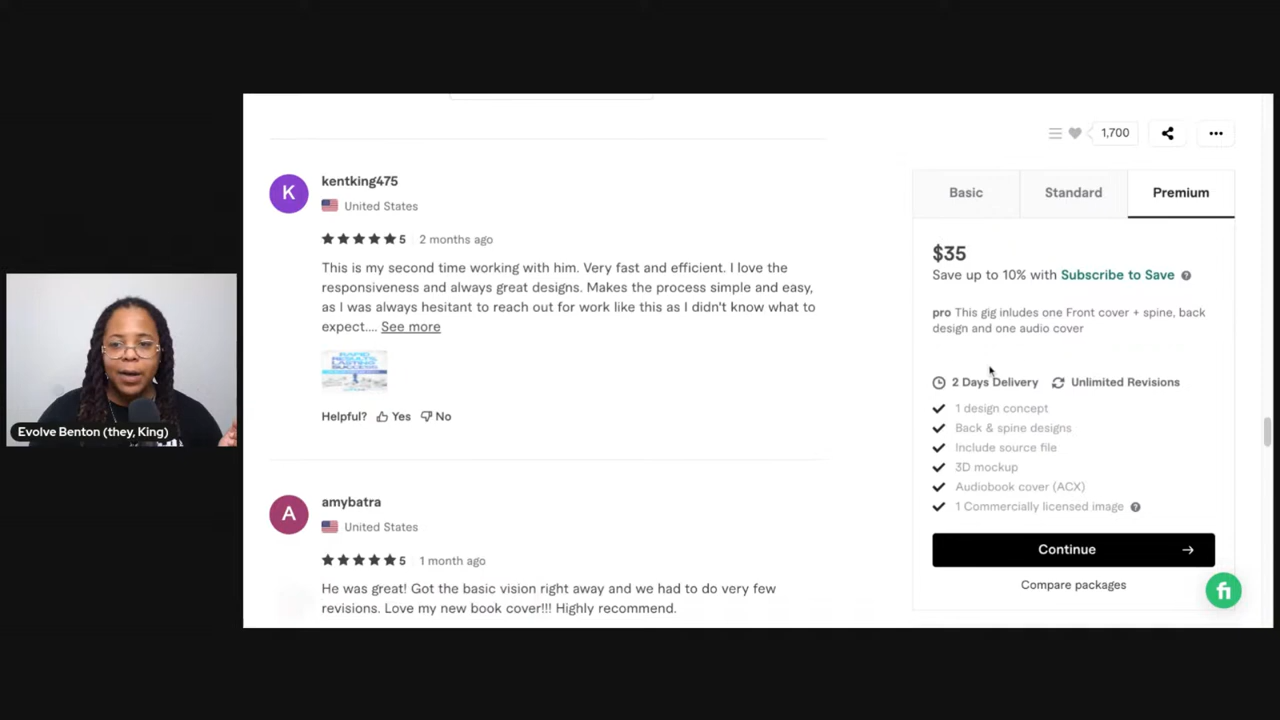 1,700
K
kentking475
United States
5 2 months ago
This is my second time working with him. Very fast and efficient. I love the
responsiveness and always great designs. Makes the process simple and easy,
as I was always hesitant to reach out for work like this as I didn't know what to
expect.... See more
RAPID
RESULTS,
LASTING
SUCCESS
Helpful? Yes No
A
amybatra
United States
5 1 month ago
He was great! Got the basic vision right away and we had to do very few
revisions. Love my new book cover!!! Highly recommend.
Basic Standard Premium
$35
Save up to 10% with Subscribe to Save ?
pro This gig inludes one Front cover + spine, back
design and one audio cover
2 Days Delivery Unlimited Revisions
1 design concept
Back & spine designs
Include source file
3D mockup
Audiobook cover (ACX)
1 Commercially licensed image ?
Continue →
Compare packages
fi
Evolve Benton (they, King)